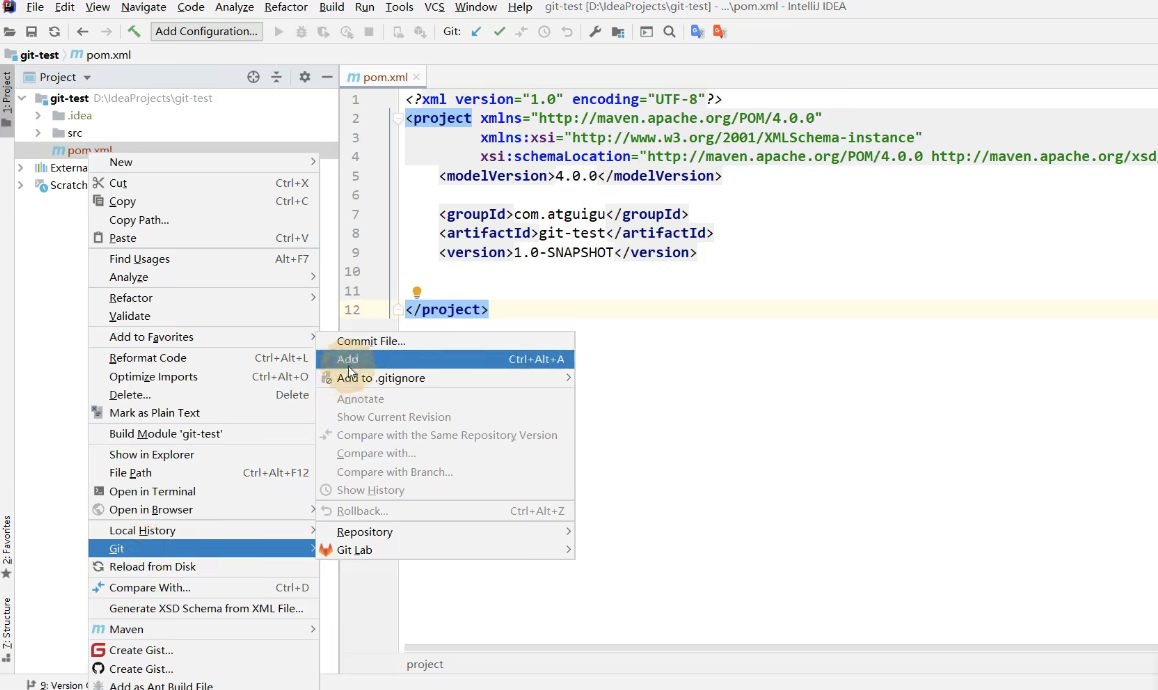 File Edit View Navigate Code Analyze Refactor Build Run Tools VCS Window Help git-test [D:\IdeaProjects\git-test] - ...\pom.xml - IntelliJ IDEA
Add Configuration... Git:
git-test m pom.xml
1: Project
Project
git-test D:\IdeaProjects\git-test
.idea
src
m pom.xml
Externa
Scratch
New
Cut Ctrl+X
Copy Ctrl+C
Copy Path...
Paste Ctrl+V
Find Usages Alt+F7
Analyze
Refactor
Validate
Add to Favorites
Reformat Code Ctrl+Alt+L
Optimize Imports Ctrl+Alt+O
Delete... Delete
Mark as Plain Text
Build Module 'git-test'
Show in Explorer
File Path Ctrl+Alt+F12
Open in Terminal
Open in Browser
Local History
Git
Reload from Disk
Compare With... Ctrl+D
Generate XSD Schema from XML File...
m Maven
Create Gist...
Create Gist...
Add as Ant Build File
Commit File...
Add Ctrl+Alt+A
Add to .gitignore
Annotate
Show Current Revision
Compare with the Same Repository Version
Compare with...
Compare with Branch...
Show History
Rollback... Ctrl+Alt+Z
Repository
Git Lab
m pom.xml
1 <?xml version="1.0" encoding="UTF-8"?>
2 <project xmlns="http://maven.apache.org/POM/4.0.0"
3 xmlns:xsi="http://www.w3.org/2001/XMLSchema-instance"
4 xsi:schemaLocation="http://maven.apache.org/POM/4.0.0 http://maven.apache.org/xsd
5 <modelVersion>4.0.0</modelVersion>
6
7 <groupId>com.atguigu</groupId>
8 <artifactId>git-test</artifactId>
9 <version>1.0-SNAPSHOT</version>
10
11
12 </project>
project
2: Favorites
7: Structure
9: Version